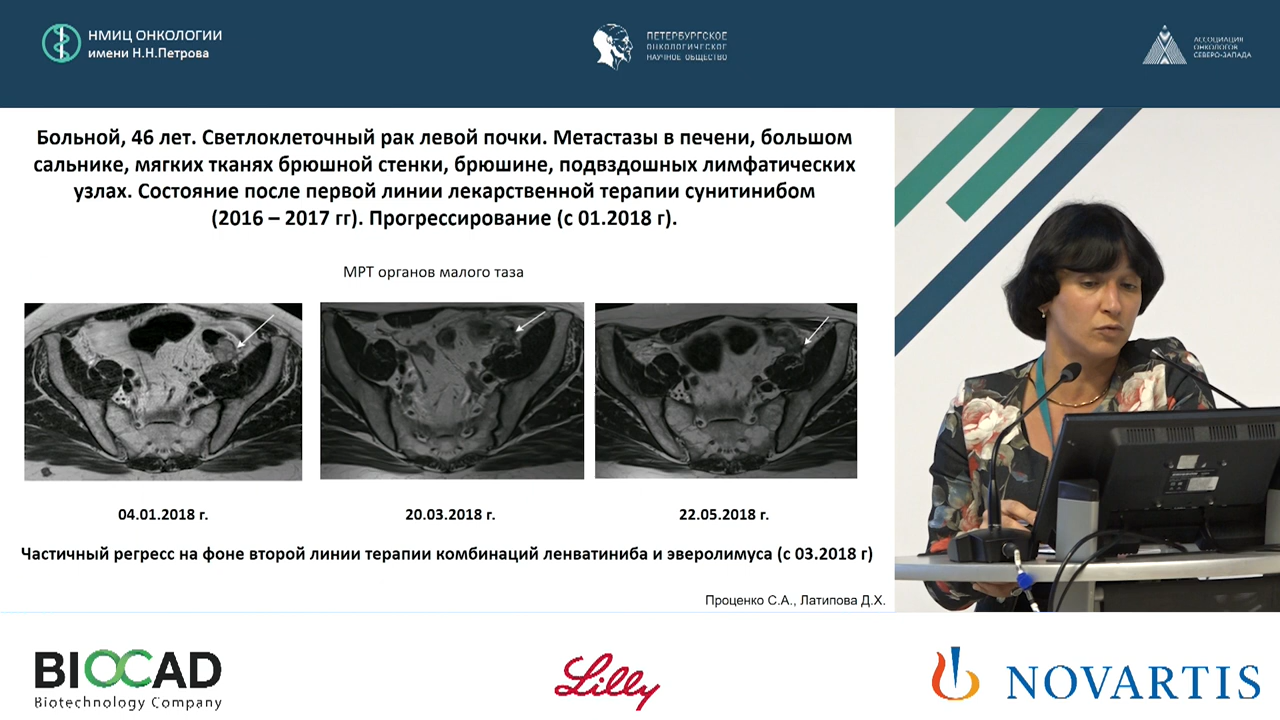 НМИЦ ОНКОЛОГИИ
имени Н.Н.Петрова
ПЕТЕРБУРГСКОЕ
ОНКОЛОГИЧЕСКОЕ
НАУЧНОЕ ОБЩЕСТВО
АССОЦИАЦИЯ
ОНКОЛОГОВ
СЕВЕРО-ЗАПАДА
Больной, 46 лет. Светлоклеточный рак левой почки. Метастазы в печени, большом
сальнике, мягких тканях брюшной стенки, брюшине, подвздошных лимфатических
узлах. Состояние после первой линии лекарственной терапии сунитинибом
(2016 – 2017 гг). Прогрессирование (с 01.2018 г).
МРТ органов малого таза
04.01.2018 г.
20.03.2018 г.
22.05.2018 г.
Частичный регресс на фоне второй линии терапии комбинаций ленватиниба и эверолимуса (с 03.2018 г)
Проценко С.А., Латипова Д.Х.
BIOCAD
Biotechnology Company
Lilly
NOVARTIS